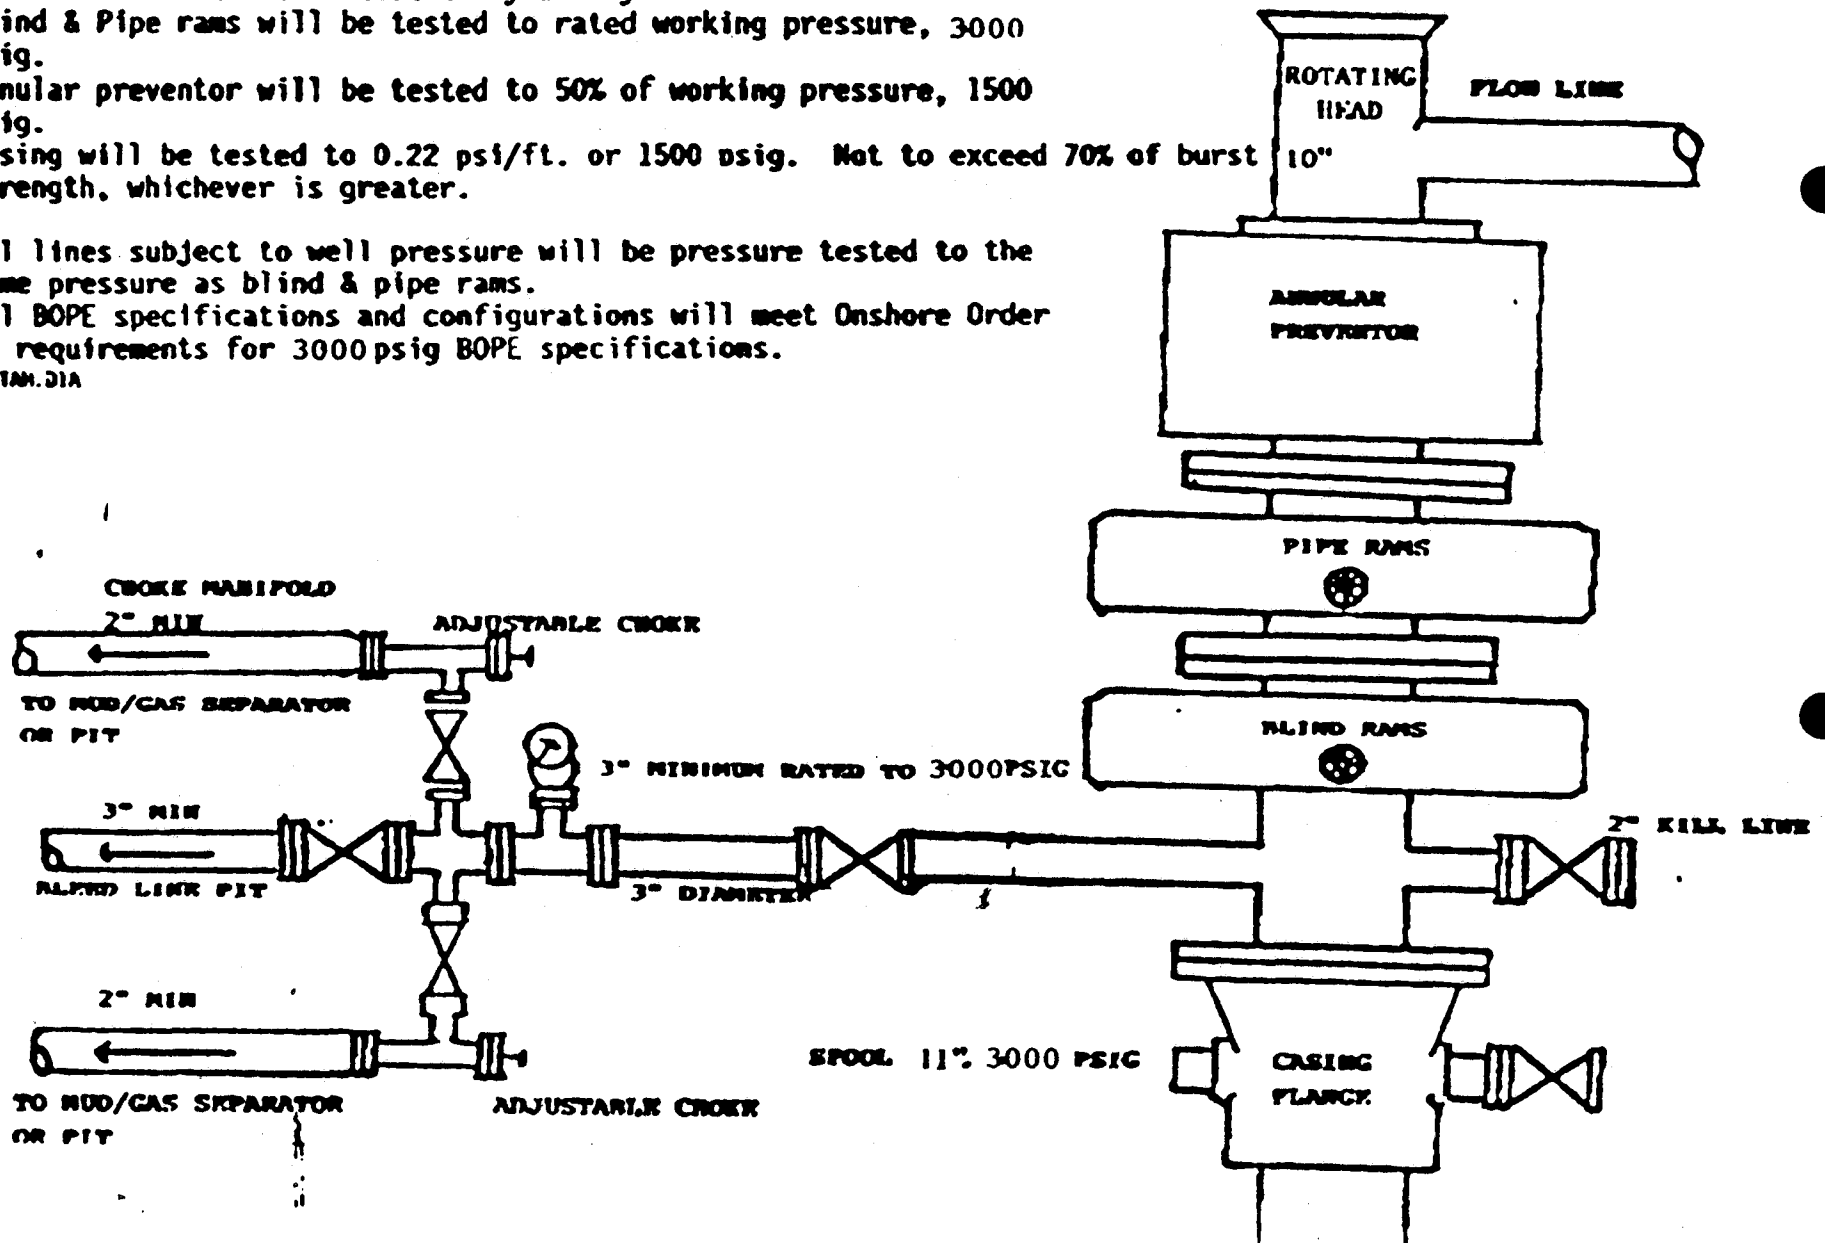 ind & Pipe rams will be tested to rated working pressure, 3000
ig.
nular preventor will be tested to 50% of working pressure, 1500
ig.
sing will be tested to 0.22 psi/ft. or 1500 psig. Not to exceed 70% of burst
rength, whichever is greater.
l lines subject to well pressure will be pressure tested to the
me pressure as blind & pipe rams.
l BOPE specifications and configurations will meet Onshore Order
requirements for 3000 psig BOPE specifications.
TAM.DIA
ROTATING
HEAD
FLOW LINE
10"
ANNULAR
PREVENTOR
PIPE RAMS
BLIND RAMS
CHOKE MANIFOLD
2" MIN
ADJUSTABLE CHOKE
TO MUD/GAS SEPARATOR
OR PIT
3" MINIMUM RATED TO 3000PSIG
3" MIN
BLEED LINE PIT
3" DIAMETER
2" KILL LINE
2" MIN
TO MUD/GAS SEPARATOR
OR PIT
ADJUSTABLE CHOKE
SPOOL 11", 3000 PSIG
CASING
FLANGE